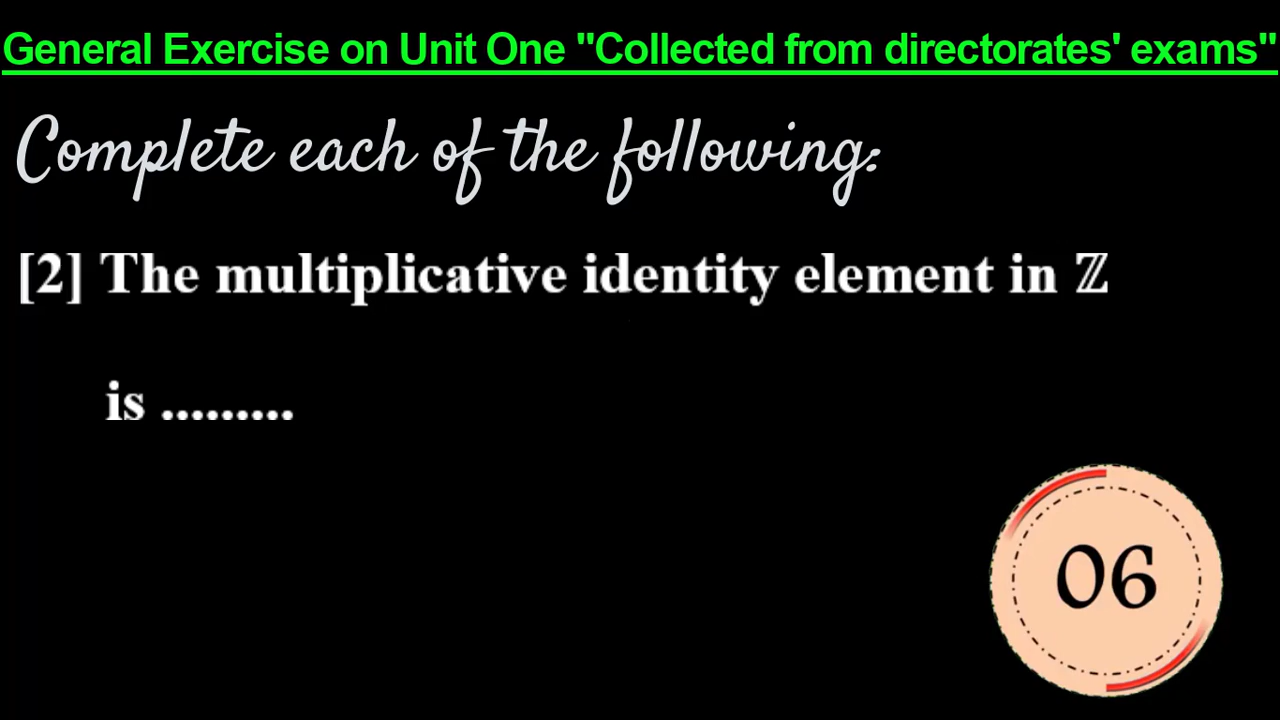 General Exercise on Unit One "Collected from directorates' exams"
Complete each of the following:
[2] The multiplicative identity element in ℤ
is .........
06